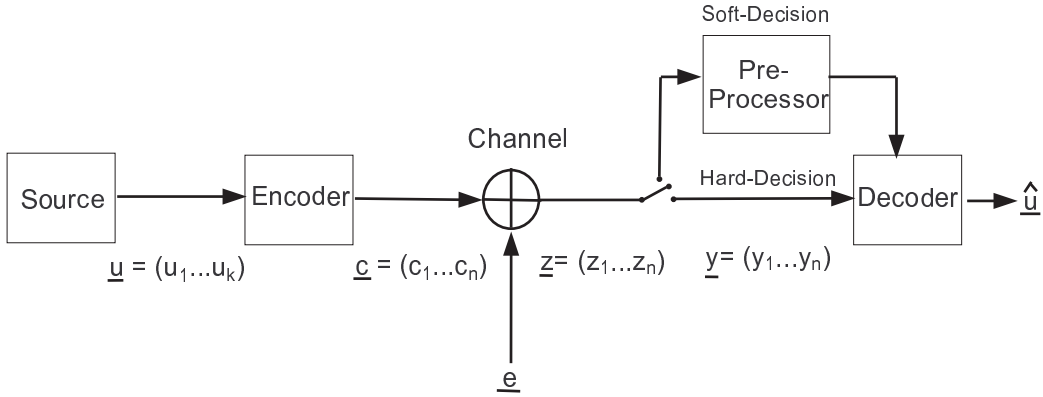 Soft-Decision
Pre-
Processor
Channel
Source
Encoder
Hard-Decision
Decoder
û
u = (u₁...uₖ)
c = (c₁...cₙ)
z= (z₁...zₙ)
y= (y₁...yₙ)
e